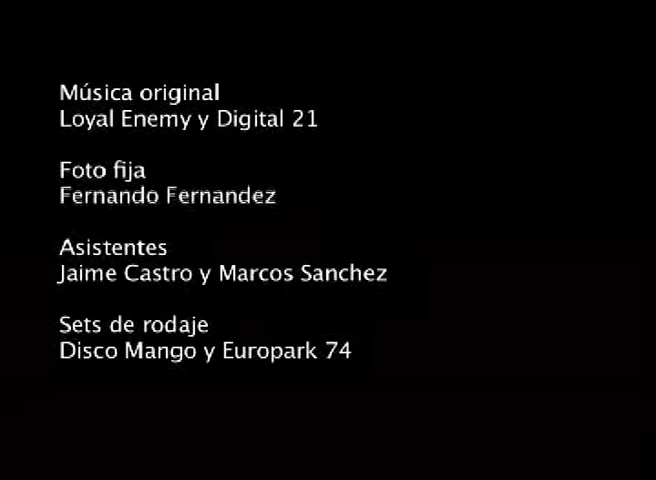 Música original
Loyal Enemy y Digital 21
Foto fija
Fernando Fernandez
Asistentes
Jaime Castro y Marcos Sanchez
Sets de rodaje
Disco Mango y Europark 74